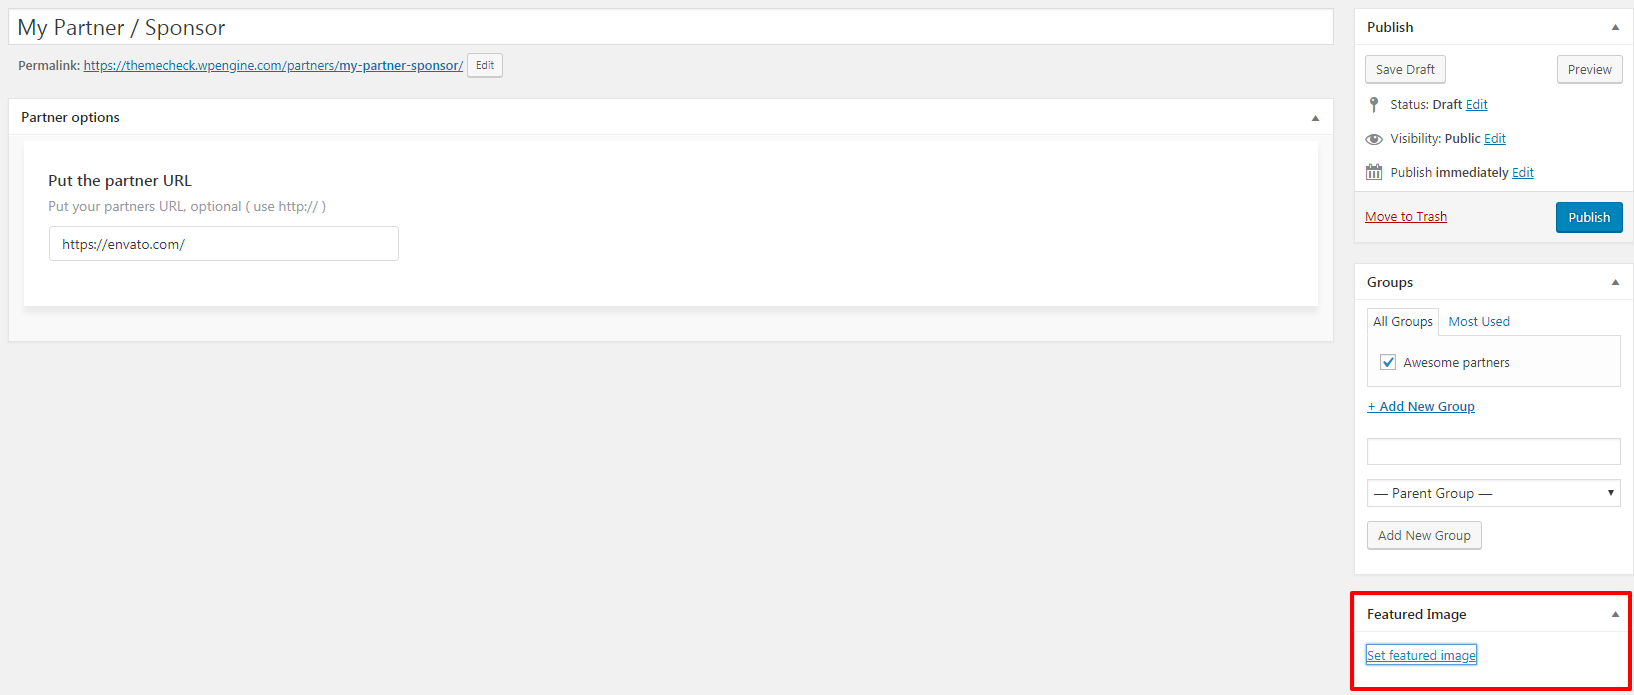 My Partner / Sponsor
Permalink: https://themecheck.wpengine.com/partners/my-partner-sponsor/ Edit
Partner options
Put the partner URL
Put your partners URL, optional ( use http:// )
https://envato.com/
Publish
Save Draft Preview
Status: Draft Edit
Visibility: Public Edit
Publish immediately Edit
Move to Trash Publish
Groups
All Groups Most Used
Awesome partners
+ Add New Group
— Parent Group —
Add New Group
Featured Image
Set featured image